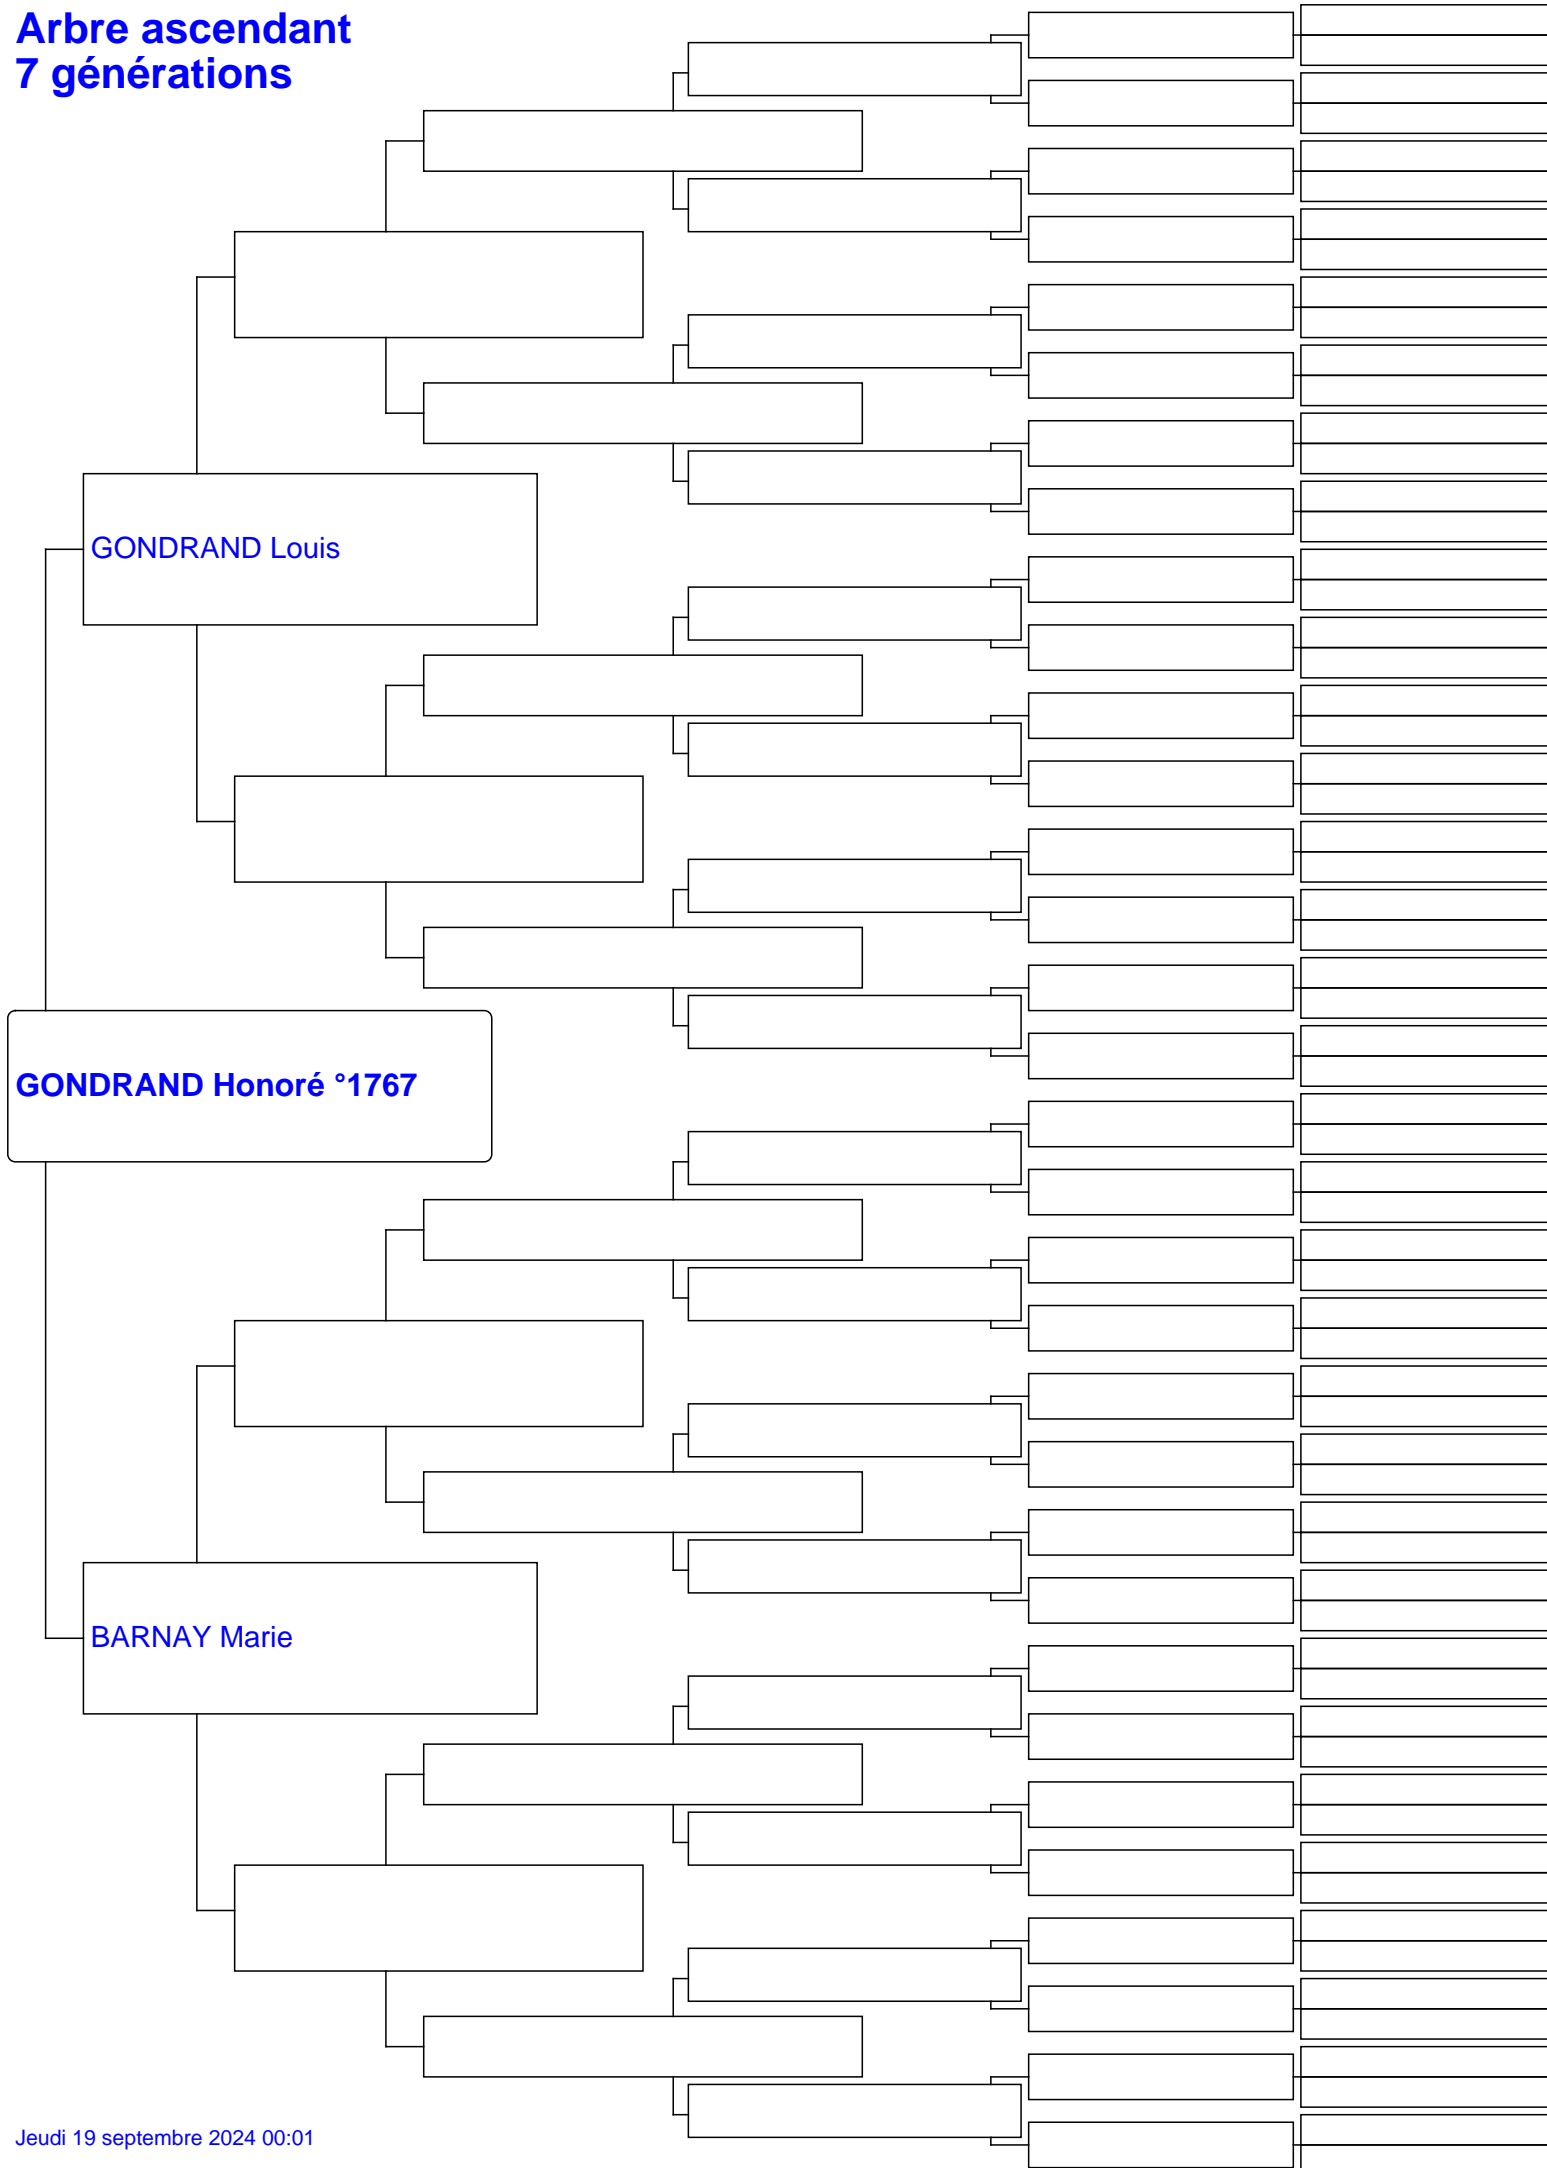 Arbre ascendant
7 générations
GONDRAND Louis
GONDRAND Honoré °1767
BARNAY Marie
Jeudi 19 septembre 2024 00:01